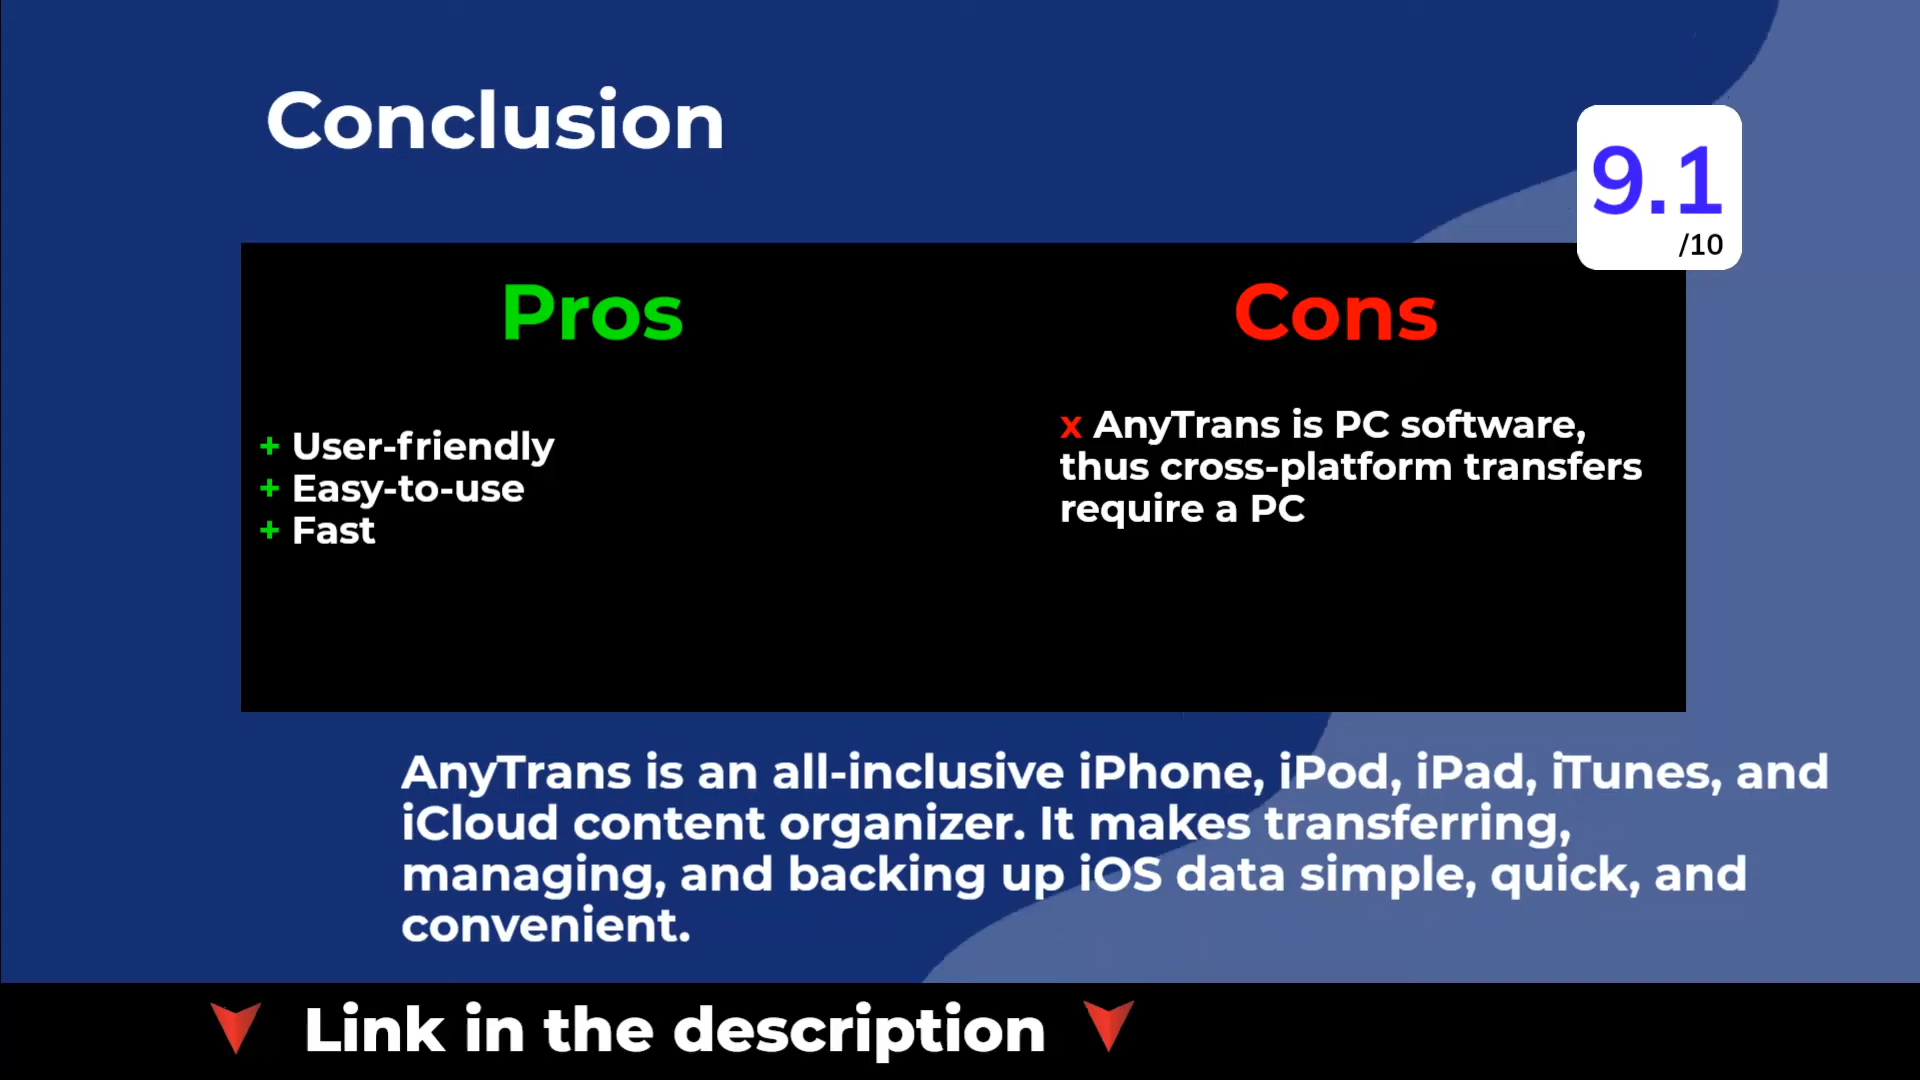 Conclusion
9.1
/10
Pros
Cons
+ User-friendly
+ Easy-to-use
+ Fast
x AnyTrans is PC software,
thus cross-platform transfers
require a PC
AnyTrans is an all-inclusive iPhone, iPod, iPad, iTunes, and
iCloud content organizer. It makes transferring,
managing, and backing up iOS data simple, quick, and
convenient.
Link in the description